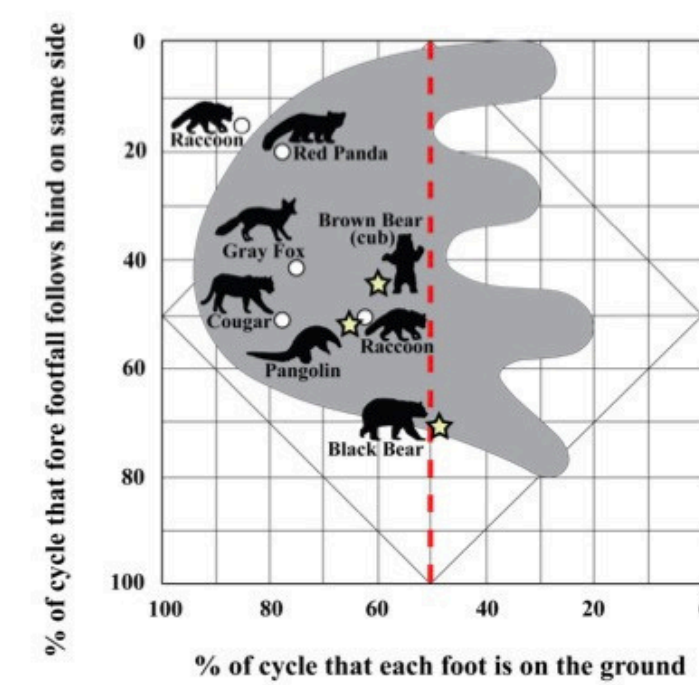 % of cycle that fore footfall follows hind on same side
0
20
40
60
80
100
Raccoon
Red Panda
Gray Fox
Brown Bear
(cub)
Cougar
Raccoon
Pangolin
Black Bear
100
80
60
40
20
% of cycle that each foot is on the ground